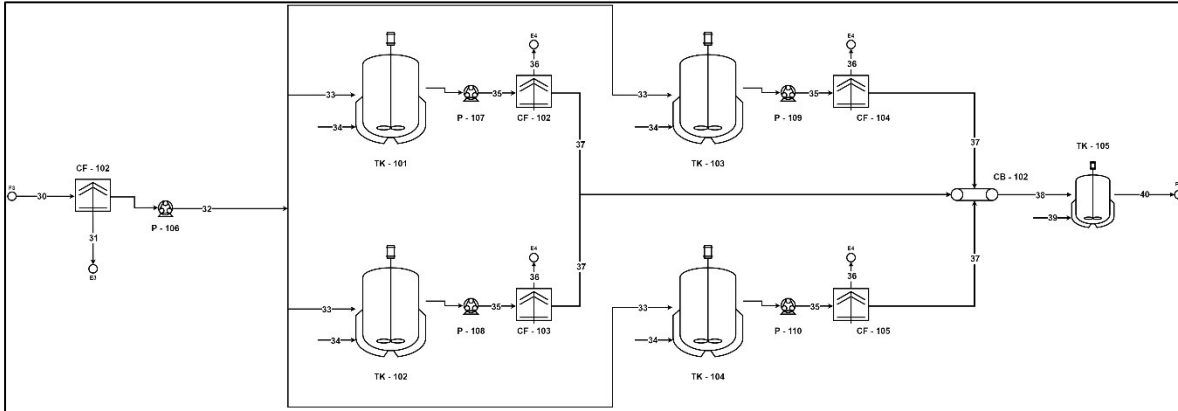 E4
E4
36
36
33
35
33
35
P - 107
CF - 102
P - 109
CF - 104
34
34
TK - 101
TK - 103
37
37
TK - 105
CF - 102
CB - 102
30
32
38
40
P - 106
39
31
E4
E4
37
37
36
36
33
35
33
35
P - 108
CF - 103
P - 110
CF - 105
34
34
TK - 102
TK - 104